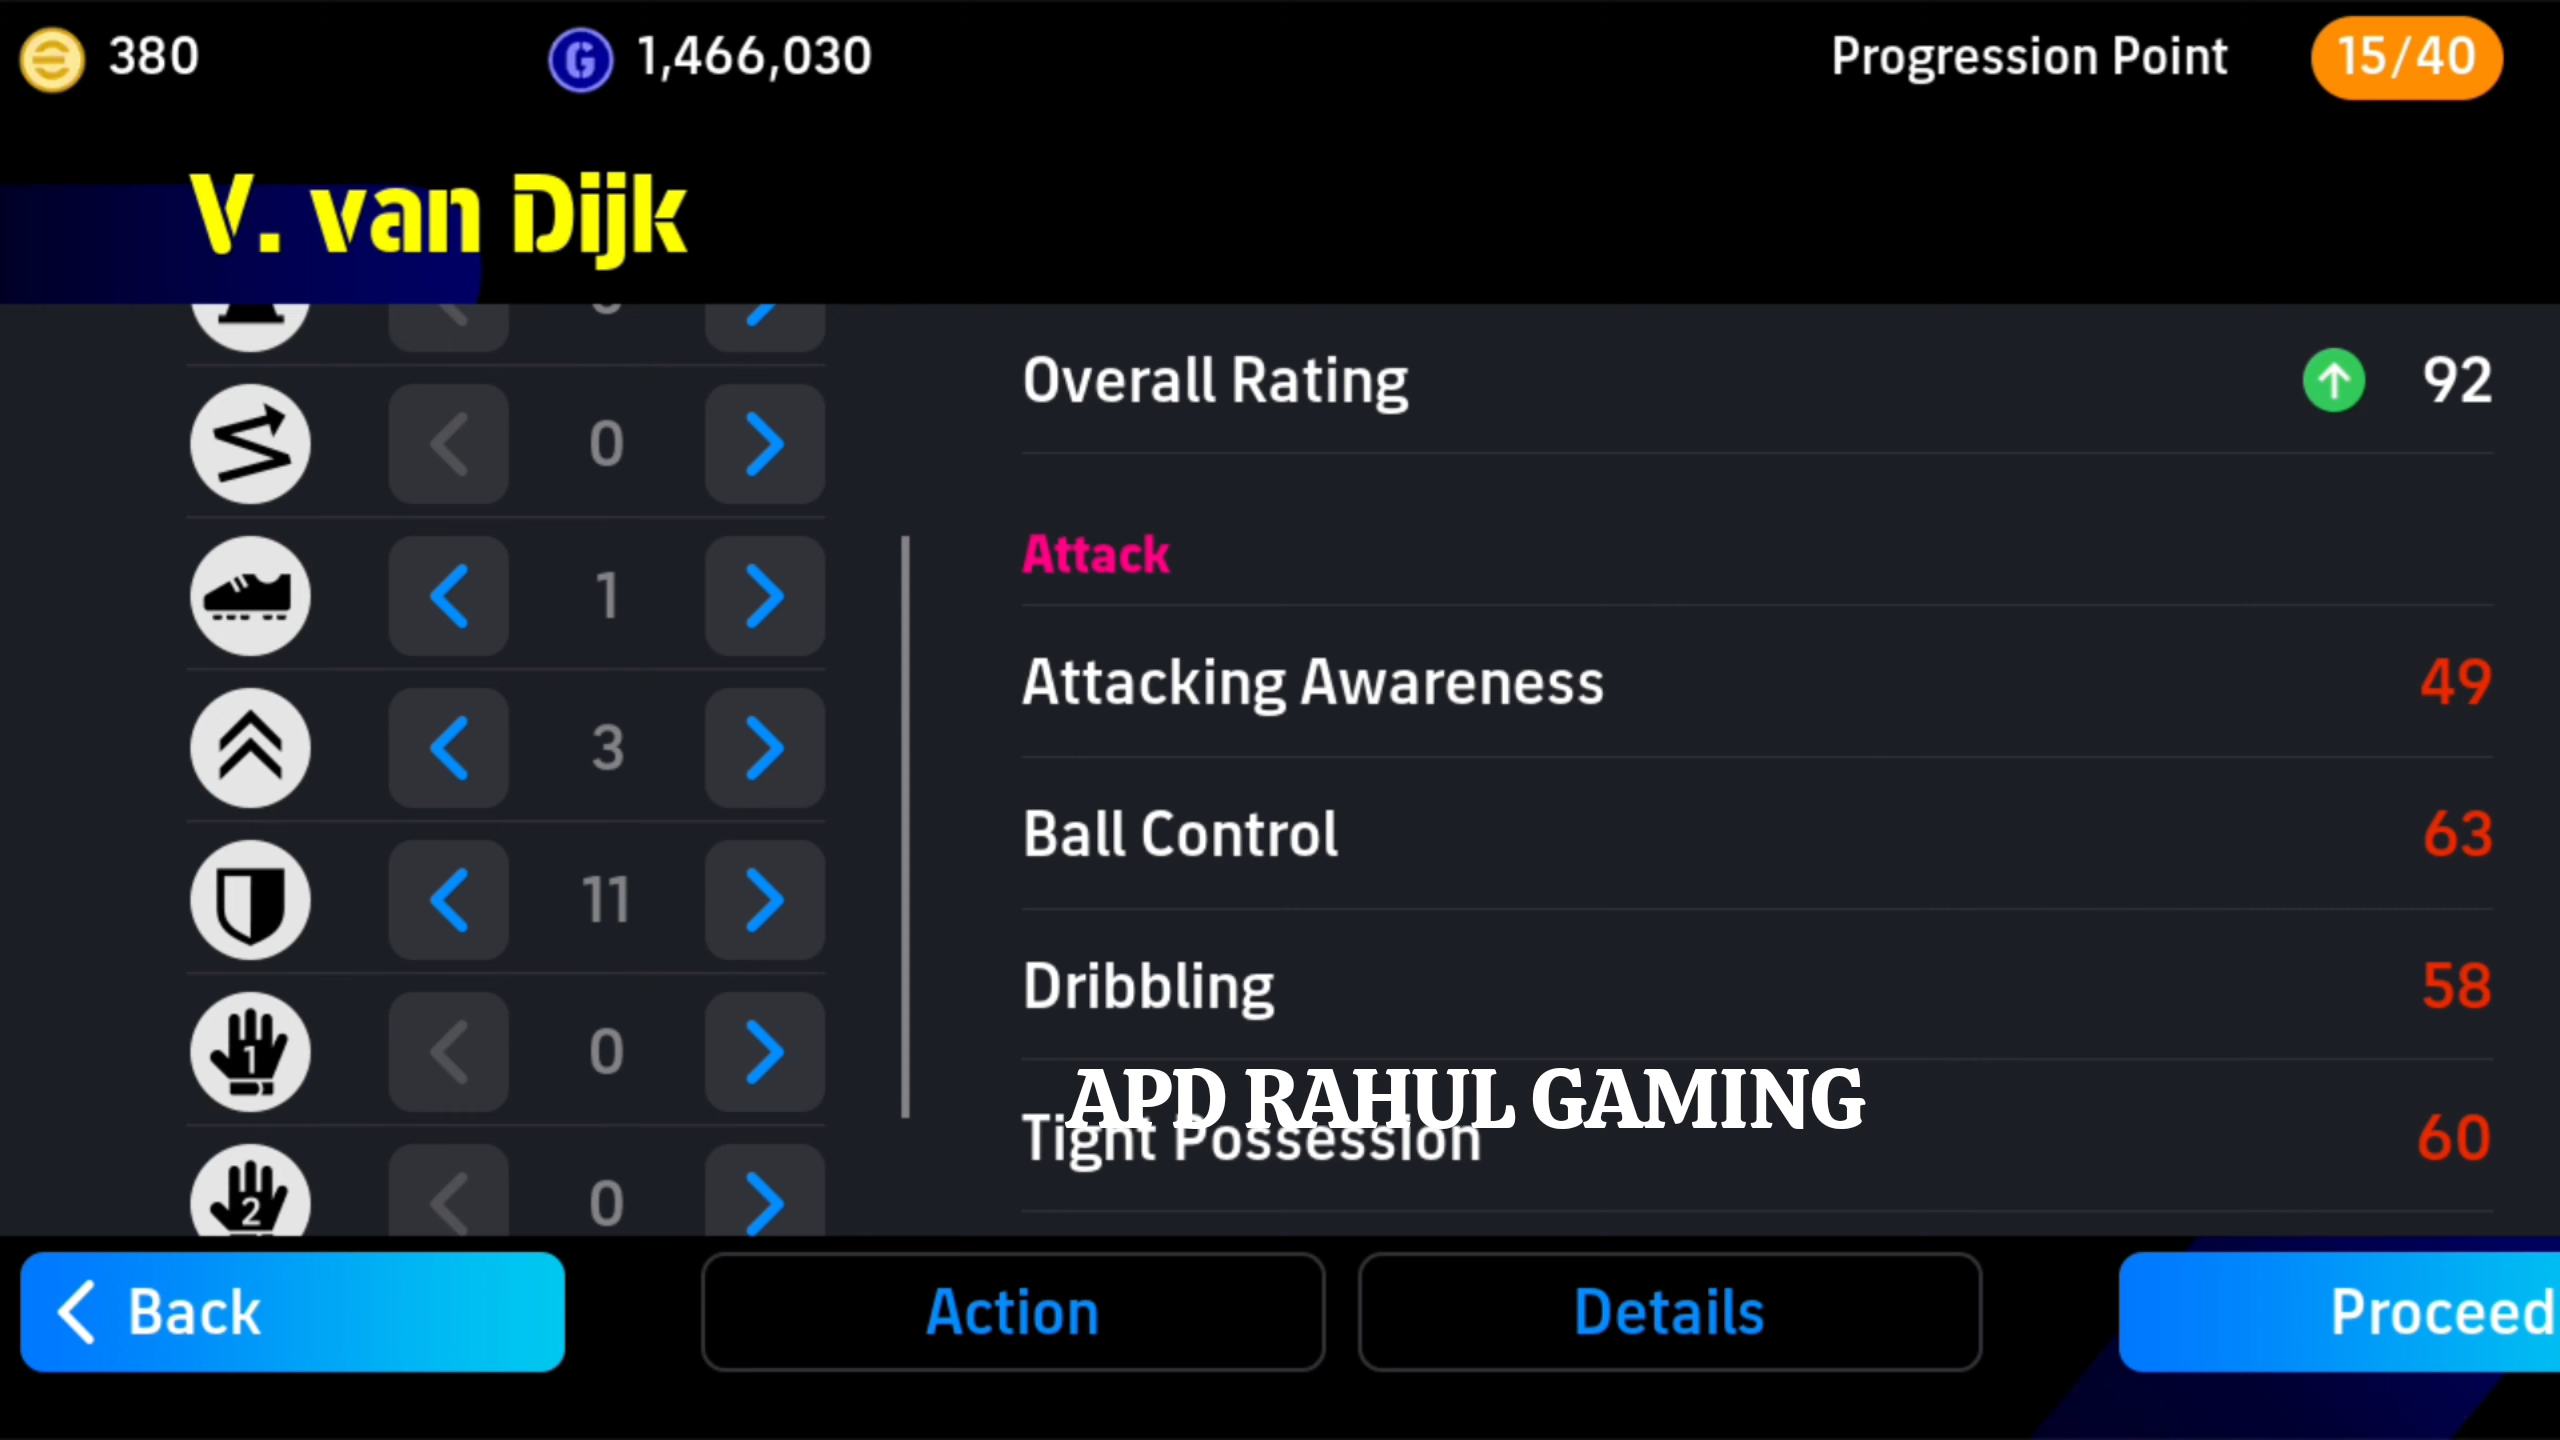 380
1,466,030
Progression Point 15/40
V. van Dijk
Overall Rating 92
0
Attack
1
Attacking Awareness 49
3
Ball Control 63
11
Dribbling 58
0
1
APD RAHUL GAMING
Tight Possession 60
0
2
Back
Action
Details
Proceed